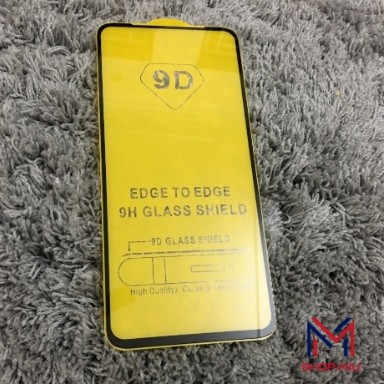 9D
EDGE TO EDGE
9H GLASS SHIELD
9D GLASS SHIELD
High Quality